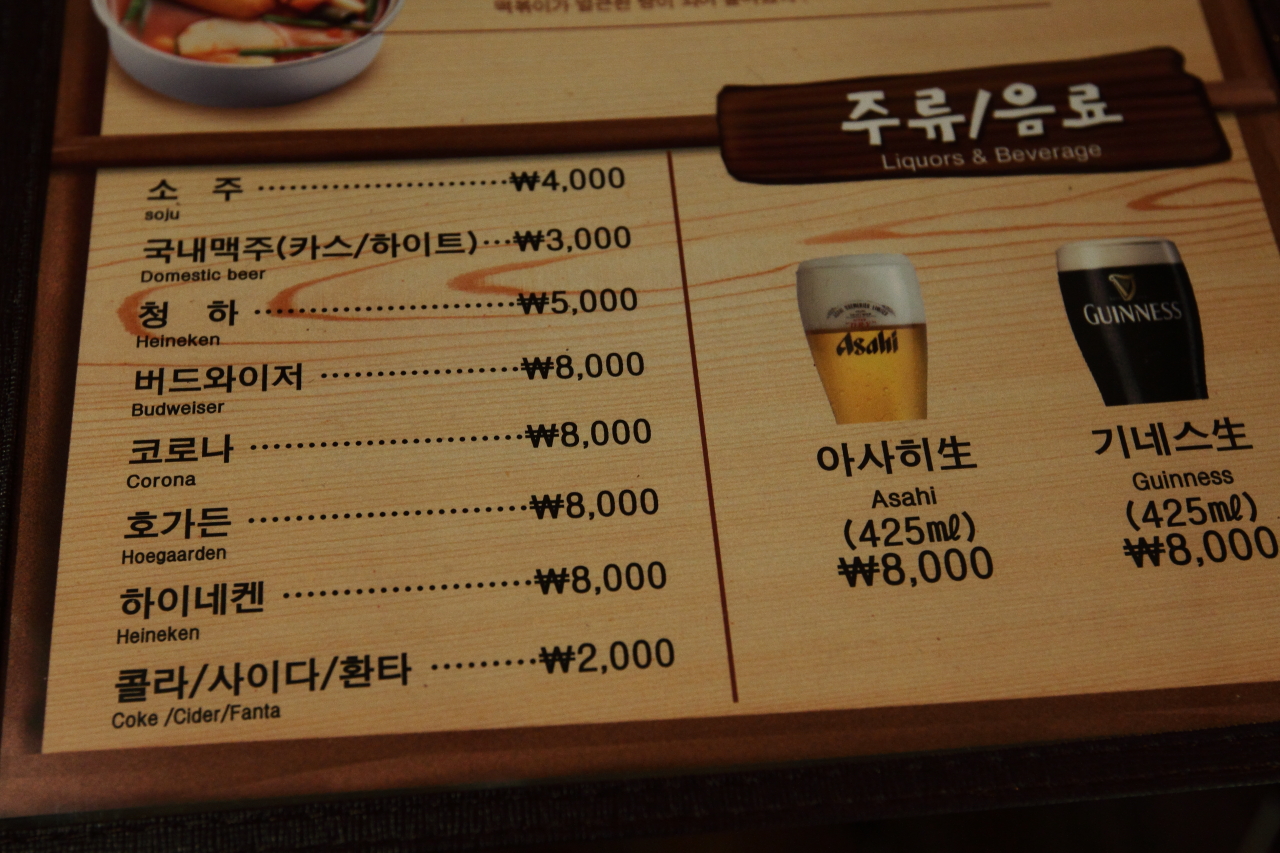 주류/음료
Liquors & Beverage
소 주 ₩4,000
soju
국내맥주(카스/하이트) ₩3,000
Domestic beer
청 하 ₩5,000
Heineken
버드와이저 ₩8,000
Budweiser
코로나 ₩8,000
Corona
호가든 ₩8,000
Hoegaarden
하이네켄 ₩8,000
Heineken
콜라/사이다/환타 ₩2,000
Coke /Cider/Fanta
Asahi
아사히生
Asahi
(425㎖)
₩8,000
GUINNESS
기네스生
Guinness
(425㎖)
₩8,000